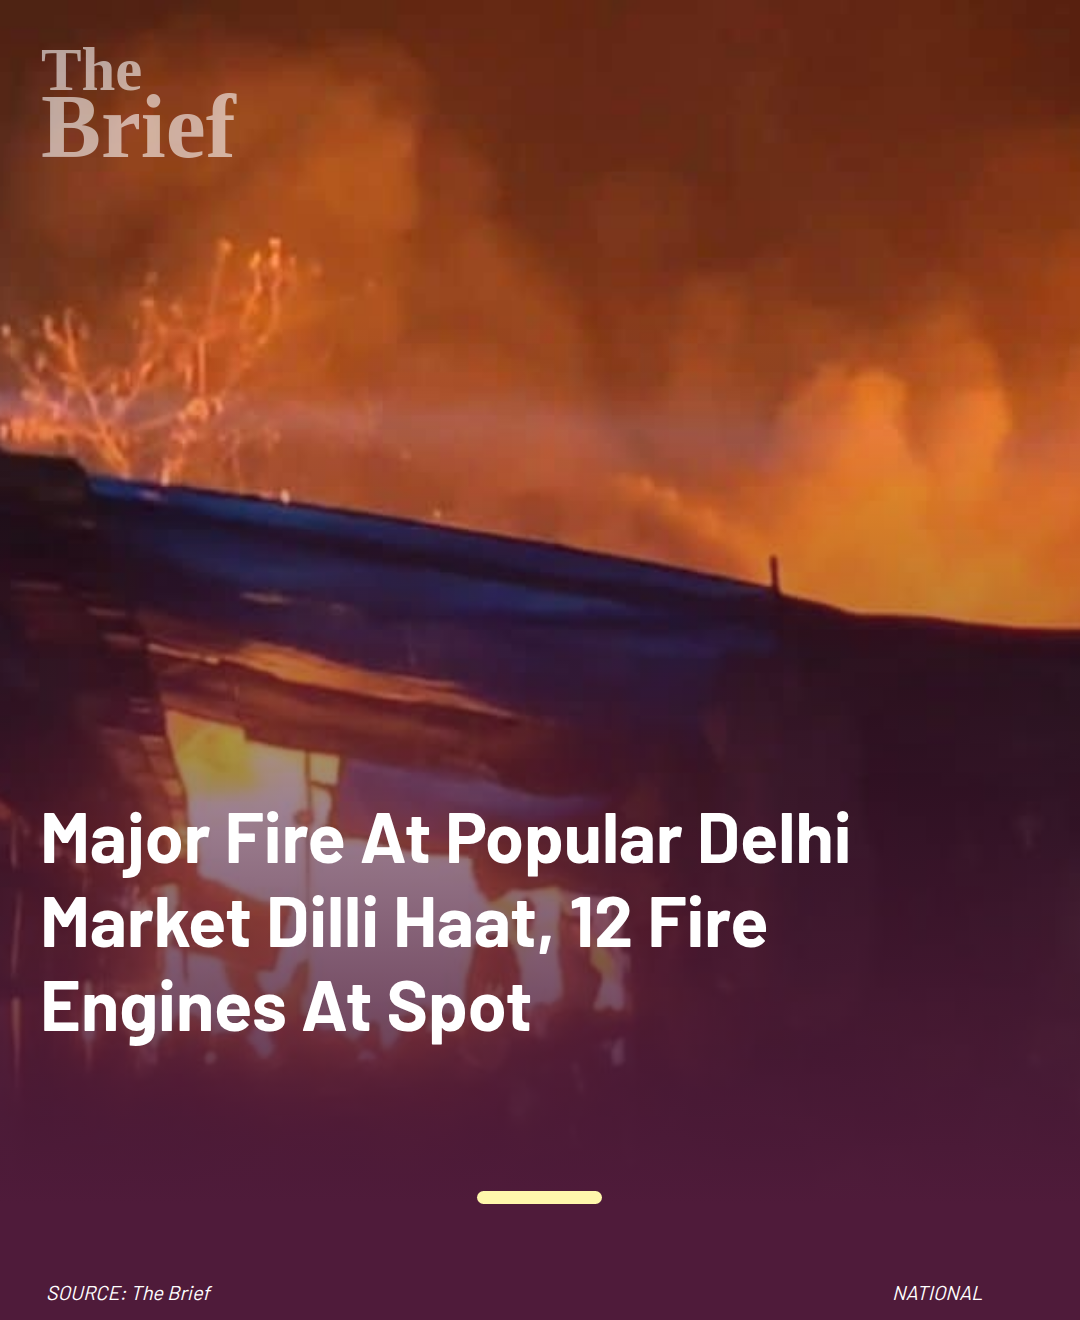 The
Brief
Major Fire At Popular Delhi
Market Dilli Haat, 12 Fire
Engines At Spot
SOURCE: The Brief
NATIONAL